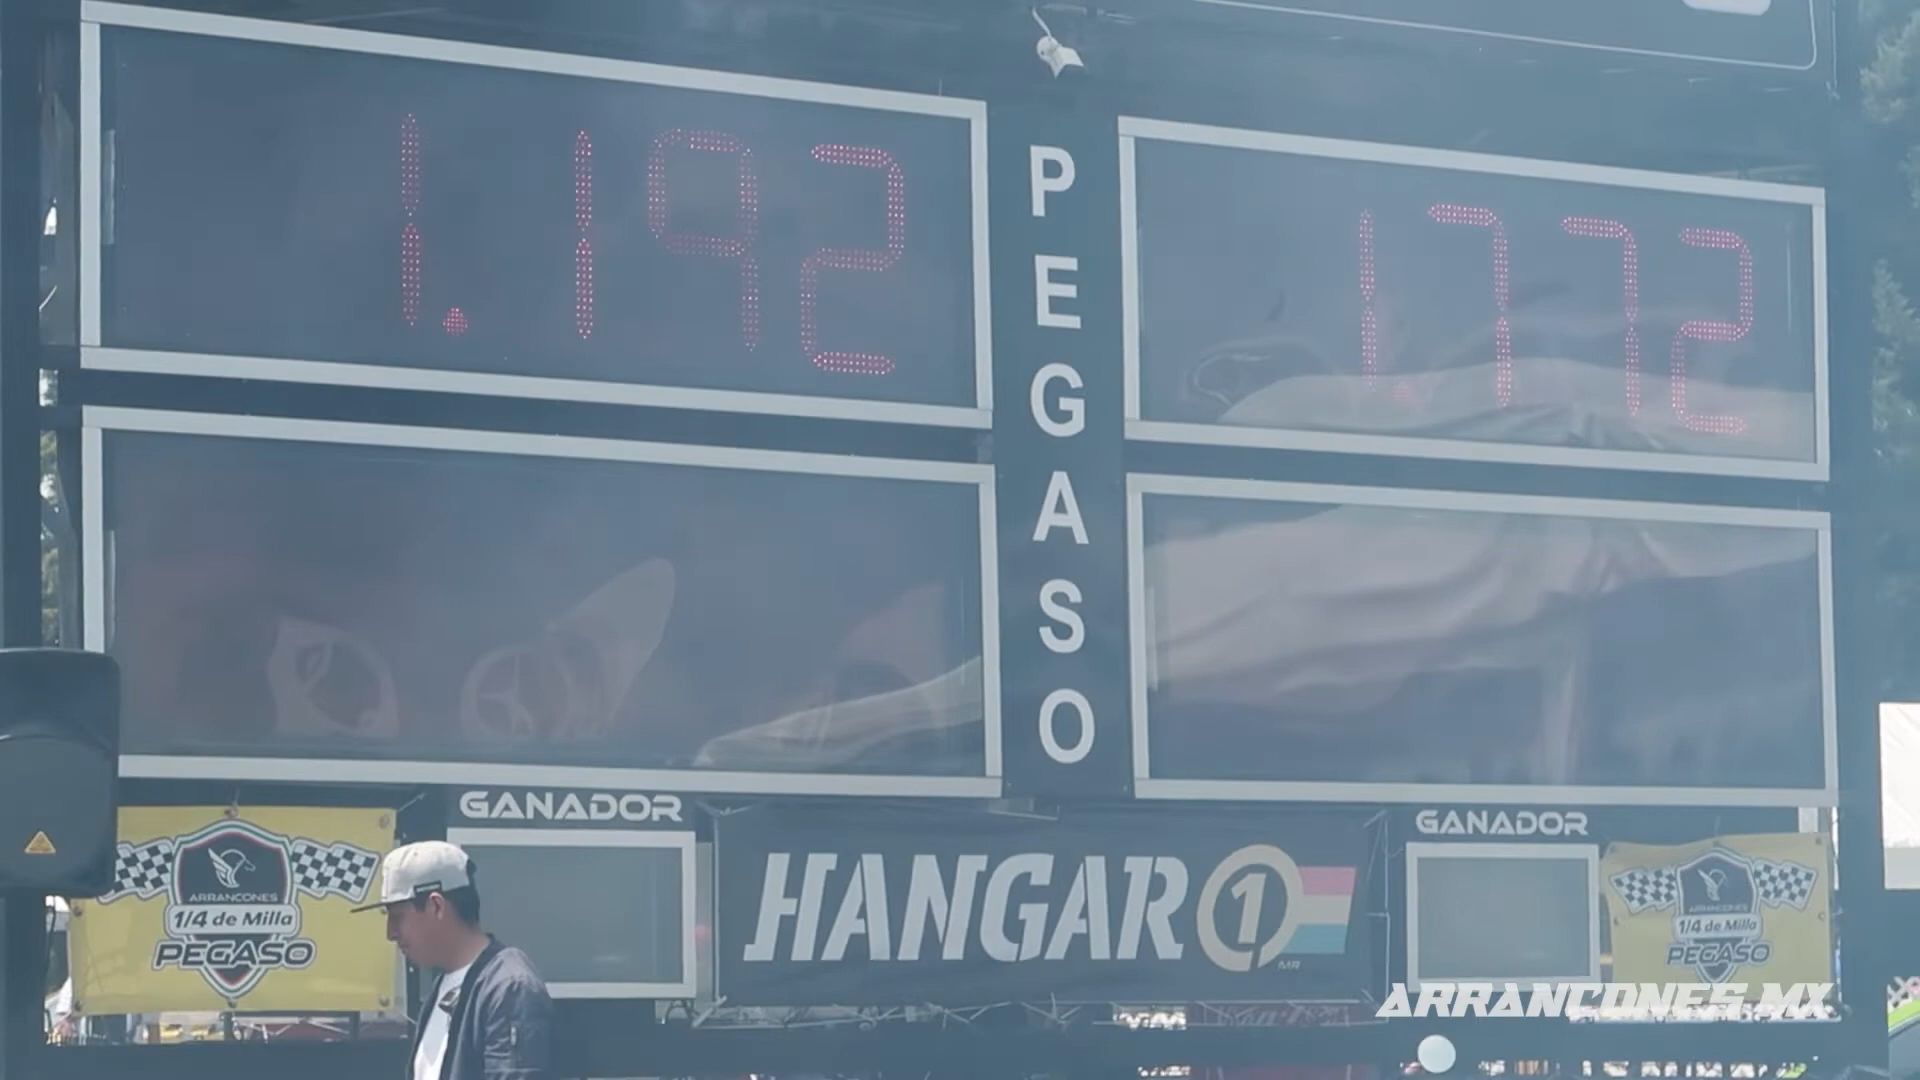 1.192
1.772
PEGASO
GANADOR
GANADOR
ARRANCONES
1/4 de Milla
PEGASO
HANGAR 1
MR
ARRANCONES
1/4 de Milla
PEGASO
ARRANCONES.MX